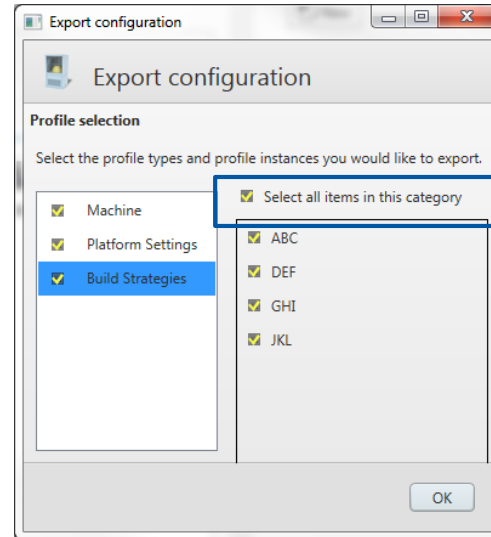 Export configuration
Export configuration
Profile selection
Select the profile types and profile instances you would like to export.
Machine
Platform Settings
Build Strategies
Select all items in this category
ABC
DEF
GHI
JKL
OK